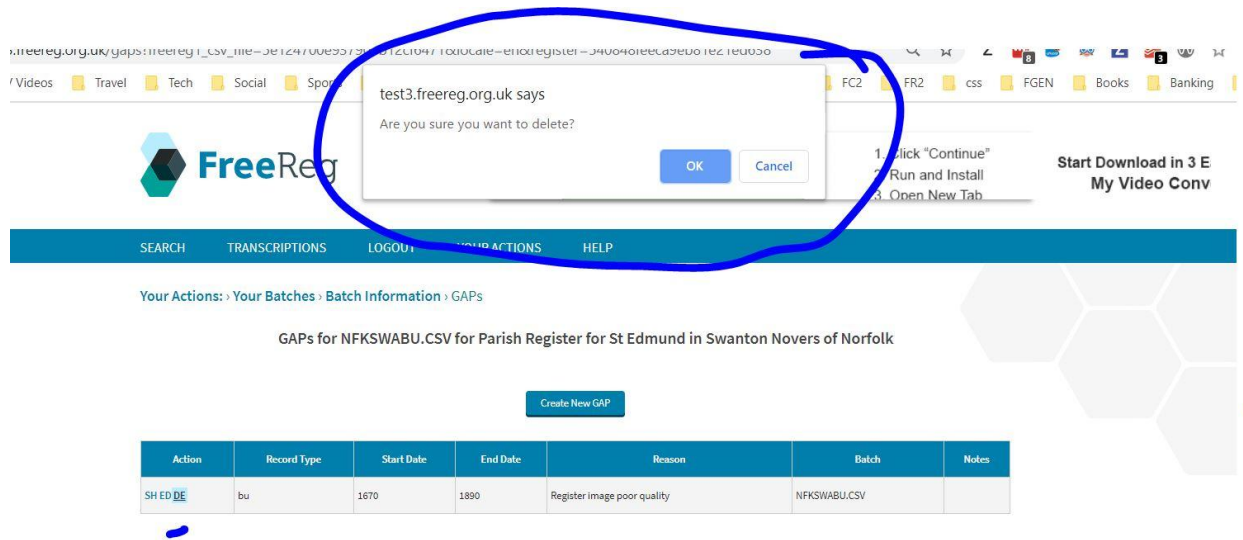 / Videos Travel Tech Social FC2 FR2 css FGEN Books Banking
8 3
test3.freereg.org.uk says
Are you sure you want to delete?
OK Cancel
FreeReg
1. Click "Continue"
2. Run and Install
3. Open New Tab
Start Download in 3 E
My Video Conv
SEARCH TRANSCRIPTIONS LOGOUT YOUR ACTIONS HELP
Your Actions: › Your Batches › Batch Information › GAPs
GAPs for NFKSWABU.CSV for Parish Register for St Edmund in Swanton Novers of Norfolk
Create New GAP
Action Record Type Start Date End Date Reason Batch Notes
SH ED DE bu 1670 1890 Register image poor quality NFKSWABU.CSV